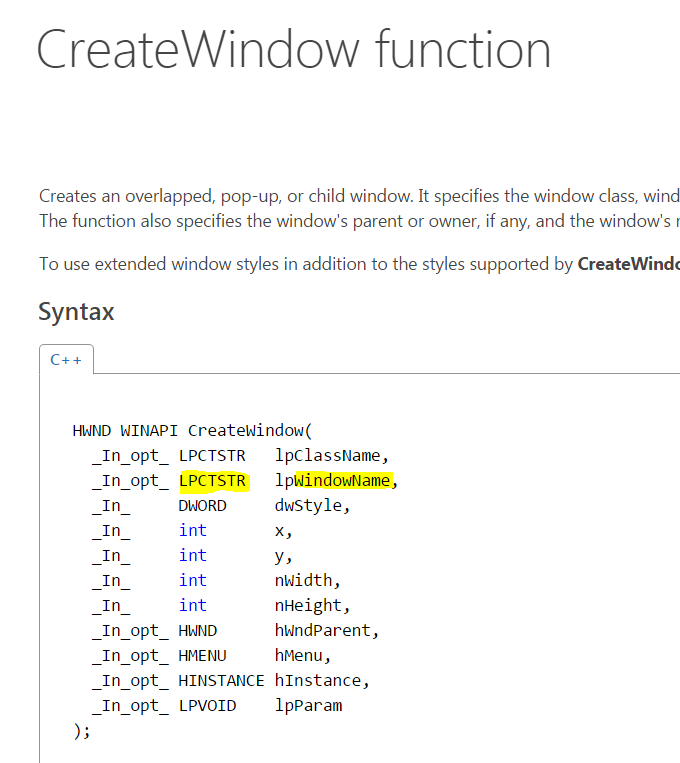 CreateWindow function
Creates an overlapped, pop-up, or child window. It specifies the window class, wind
The function also specifies the window's parent or owner, if any, and the window's
To use extended window styles in addition to the styles supported by CreateWindo
Syntax
C++
HWND WINAPI CreateWindow(
_In_opt_ LPCTSTR lpClassName,
_In_opt_ LPCTSTR lpWindowName,
_In_ DWORD dwStyle,
_In_ int x,
_In_ int y,
_In_ int nWidth,
_In_ int nHeight,
_In_opt_ HWND hWndParent,
_In_opt_ HMENU hMenu,
_In_opt_ HINSTANCE hInstance,
_In_opt_ LPVOID lpParam
);